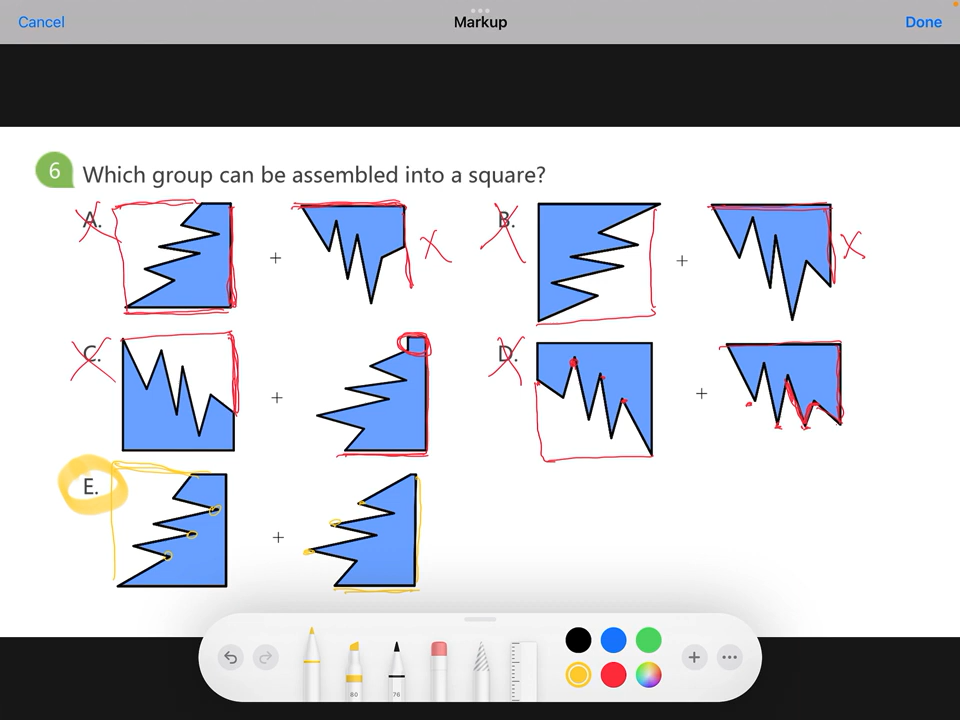 Cancel
Markup
Done
6
Which group can be assembled into a square?
A.
+
X
B.
+
X
C.
+
D.
+
E.
+
80
76